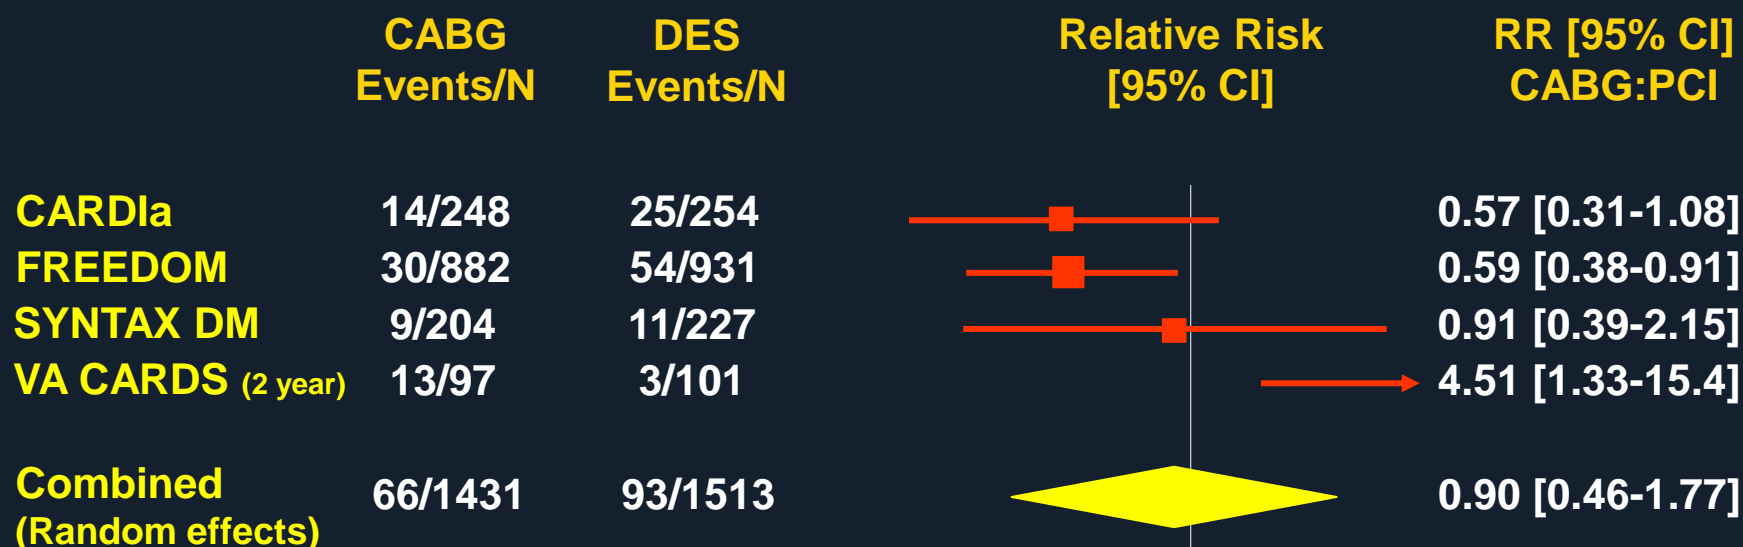 CABG DES Relative Risk RR [95% CI]
Events/N Events/N [95% CI] CABG:PCI
CARDIa 14/248 25/254 0.57 [0.31-1.08]
FREEDOM 30/882 54/931 0.59 [0.38-0.91]
SYNTAX DM 9/204 11/227 0.91 [0.39-2.15]
VA CARDS (2 year) 13/97 3/101 4.51 [1.33-15.4]
Combined 66/1431 93/1513 0.90 [0.46-1.77]
(Random effects)